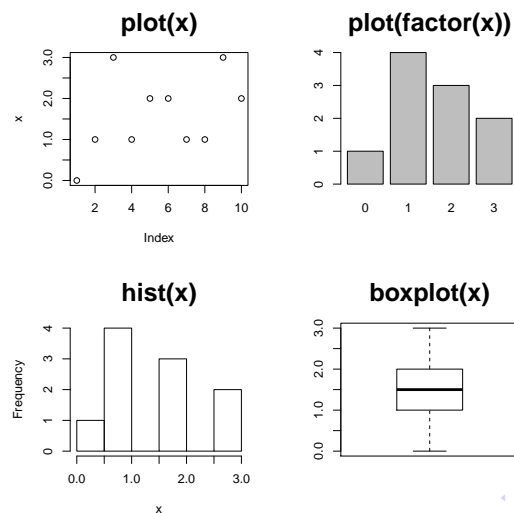 plot(x)
x
0.0 1.0 2.0 3.0
2 4 6 8 10
Index
plot(factor(x))
0 1 2 3 4
0 1 2 3
hist(x)
Frequency
0 1 2 3 4
0.0 1.0 2.0 3.0
x
boxplot(x)
0.0 1.0 2.0 3.0